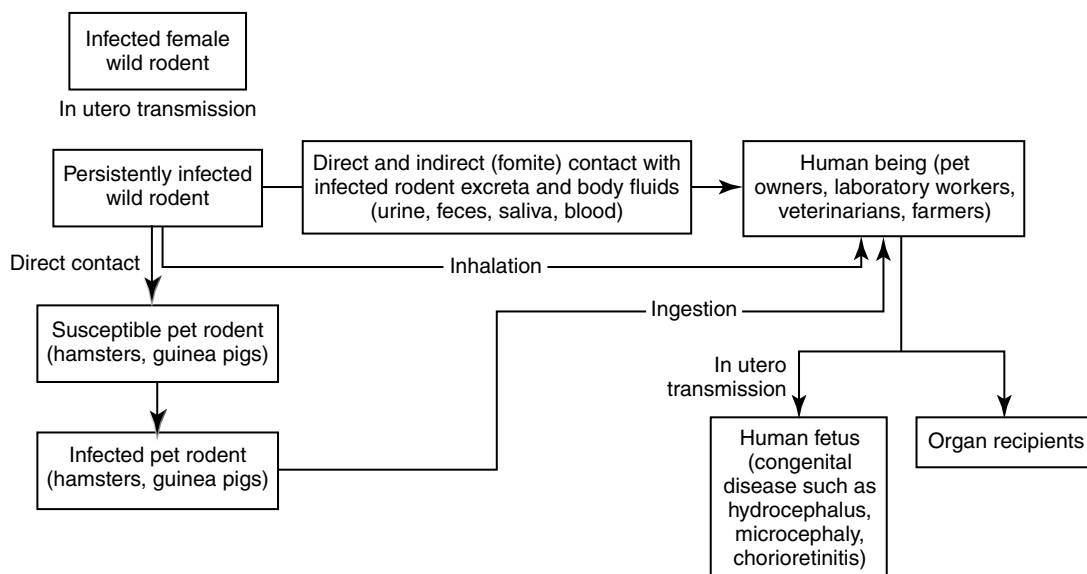 Infected female
wild rodent
In utero transmission
Persistently infected
wild rodent
Direct and indirect (fomite) contact with
infected rodent excreta and body fluids
(urine, feces, saliva, blood)
Human being (pet
owners, laboratory workers,
veterinarians, farmers)
Direct contact
Inhalation
Susceptible pet rodent
(hamsters, guinea pigs)
Ingestion
In utero
transmission
Infected pet rodent
(hamsters, guinea pigs)
Human fetus
(congenital
disease such as
hydrocephalus,
microcephaly,
chorioretinitis)
Organ recipients